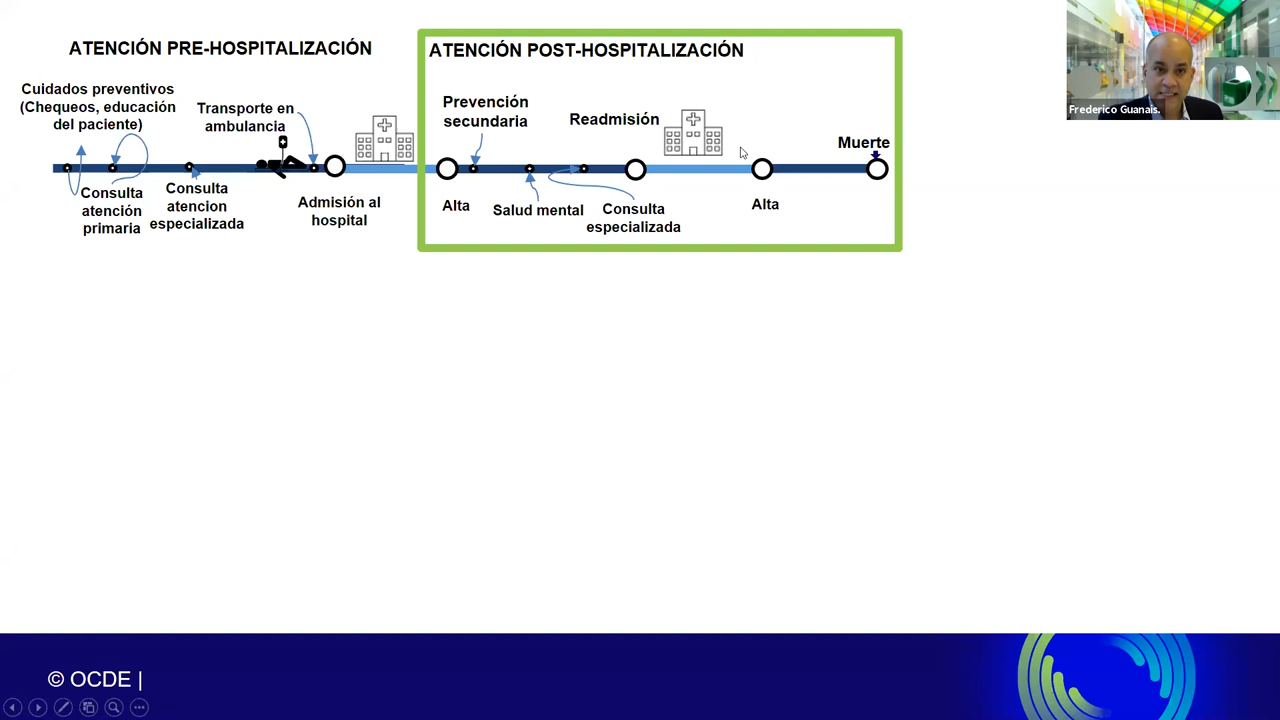 ATENCIÓN PRE-HOSPITALIZACIÓN
Cuidados preventivos
(Chequeos, educación
del paciente)
Transporte en
ambulancia
Consulta
atención
primaria
Consulta
atencion
especializada
Admisión al
hospital
ATENCIÓN POST-HOSPITALIZACIÓN
Prevención
secundaria
Readmisión
Muerte
Alta
Salud mental
Consulta
especializada
Alta
Frederico Guanais.
© OCDE |